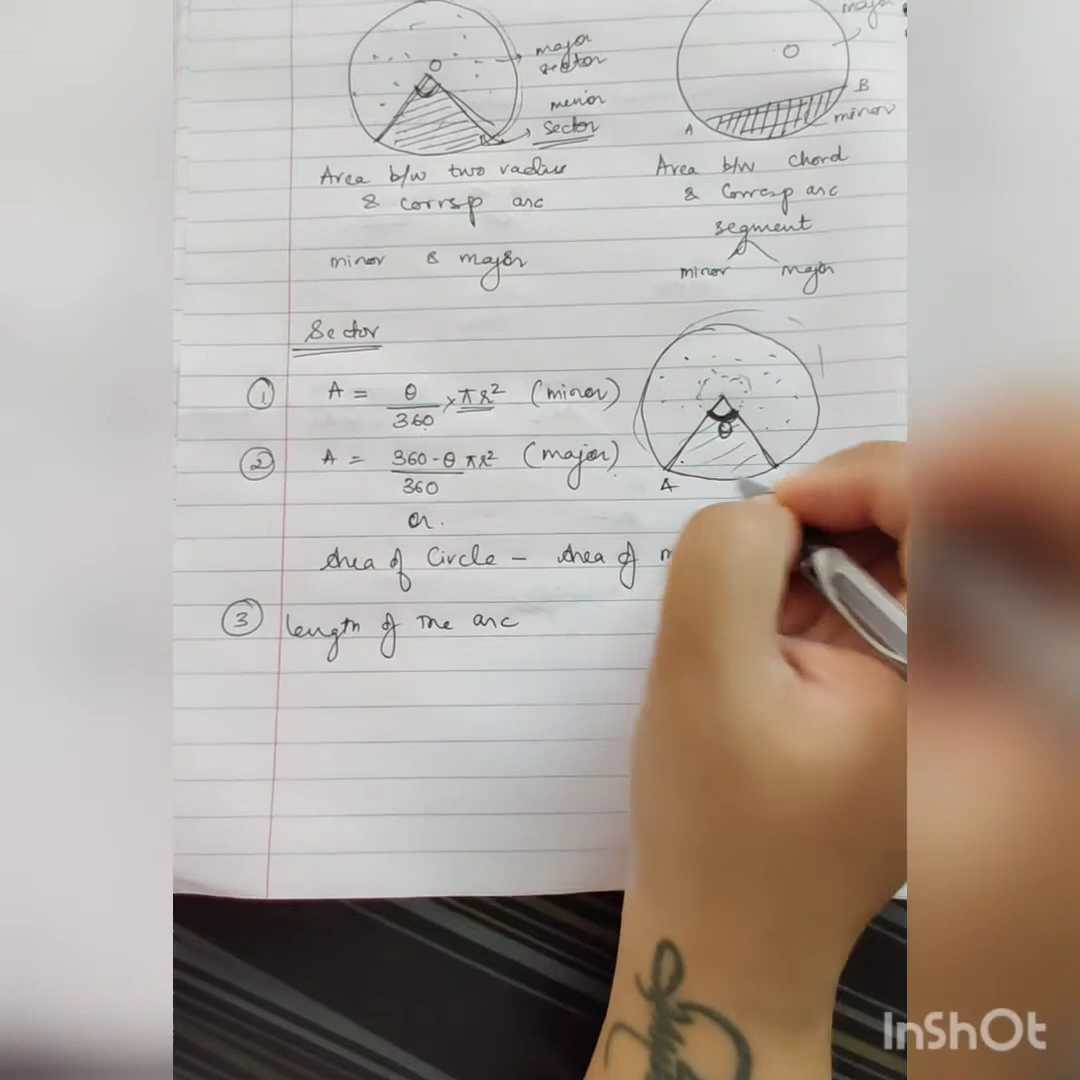 O
major
sector
menior
sector
Area b/w two radius
& corrsp arc
minor & major
O
B
A
minor
Area b/w chord
& Corresp arc
segment
minor major
Sector
① A = θ/360 × πr² (minor)
② A = 360-θ/360 πr² (major)
or.
Area of Circle – Area of
③ length of the arc
θ
A
InShOt